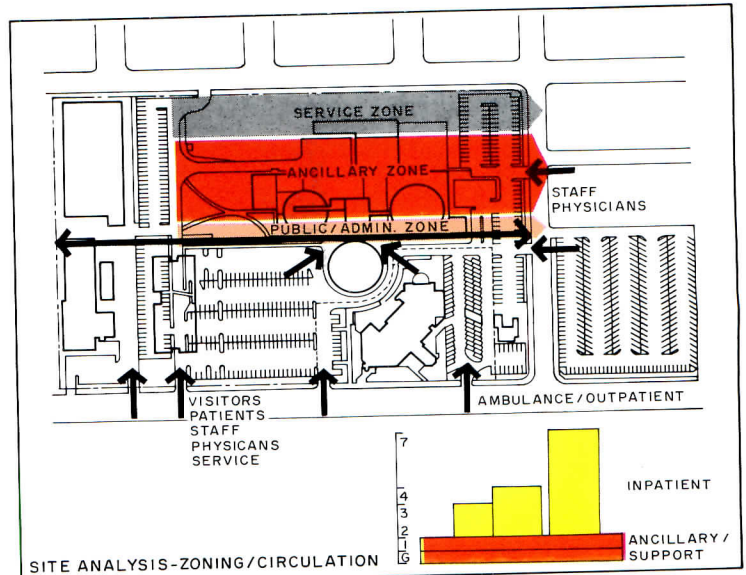 SERVICE ZONE
ANCILLARY ZONE
STAFF
PHYSICIANS
PUBLIC/ADMIN. ZONE
VISITORS
PATIENTS
STAFF
PHYSICANS
SERVICE
AMBULANCE/OUTPATIENT
7
4
3
2
1
G
INPATIENT
ANCILLARY/
SUPPORT
SITE ANALYSIS-ZONING/CIRCULATION